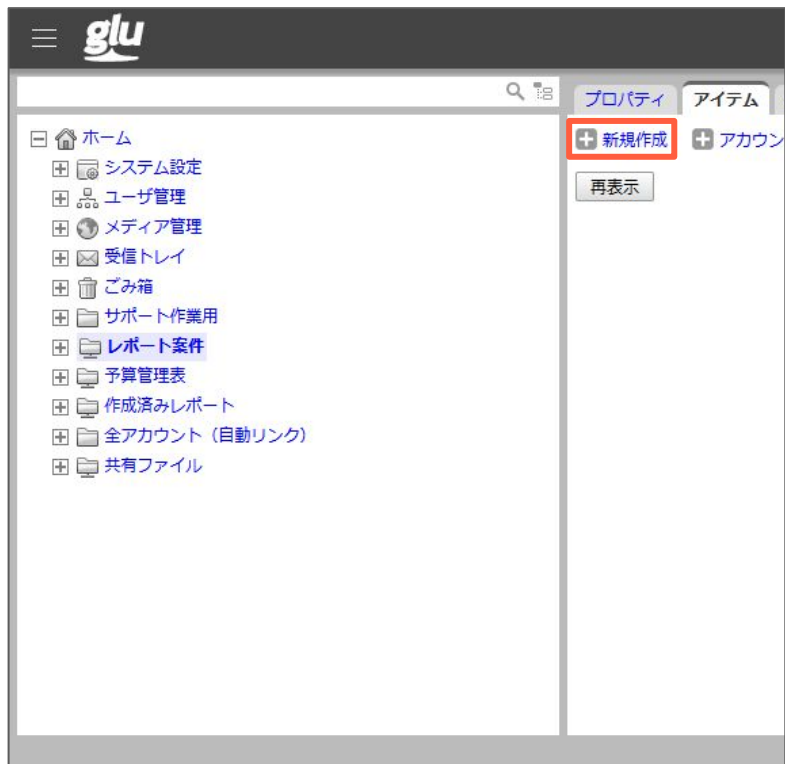 glu
プロパティ アイテム
新規作成 アカウン
再表示
ホーム
システム設定
ユーザ管理
メディア管理
受信トレイ
ごみ箱
サポート作業用
レポート案件
予算管理表
作成済みレポート
全アカウント（自動リンク）
共有ファイル